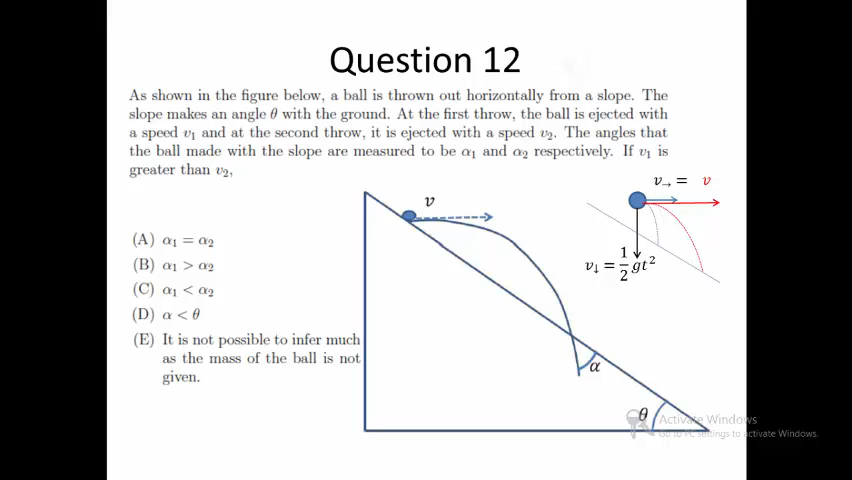 Question 12
As shown in the figure below, a ball is thrown out horizontally from a slope. The
slope makes an angle θ with the ground. At the first throw, the ball is ejected with
a speed v₁ and at the second throw, it is ejected with a speed v₂. The angles that
the ball made with the slope are measured to be α₁ and α₂ respectively. If v₁ is
greater than v₂,
(A) α₁ = α₂
(B) α₁ > α₂
(C) α₁ < α₂
(D) α < θ
(E) It is not possible to infer much
as the mass of the ball is not
given.
v
α
θ
v→ = v
v↓ = 1/2 gt²
Activate Windows
Go to PC settings to activate Windows.